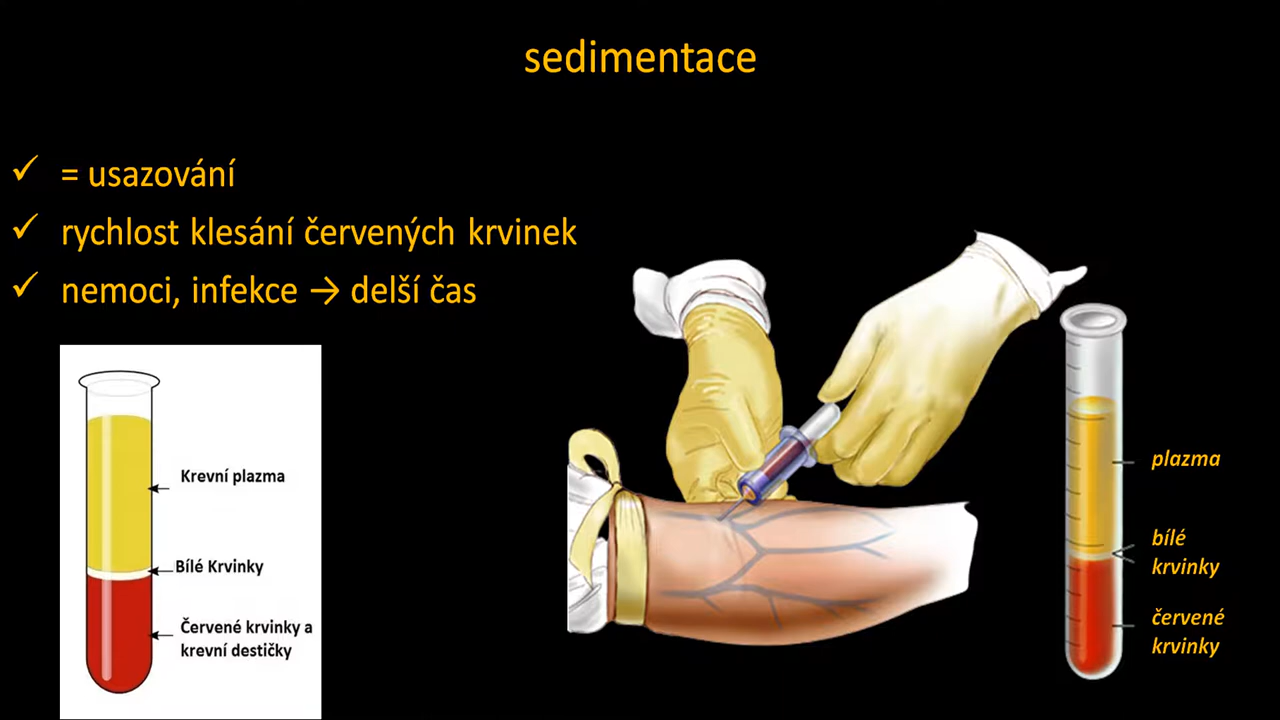 sedimentace
✓ = usazování
✓ rychlost klesání červených krvinek
✓ nemoci, infekce → delší čas
Krevní plazma
Bílé Krvinky
Červené krvinky a
krevní destičky
plazma
bílé
krvinky
červené
krvinky